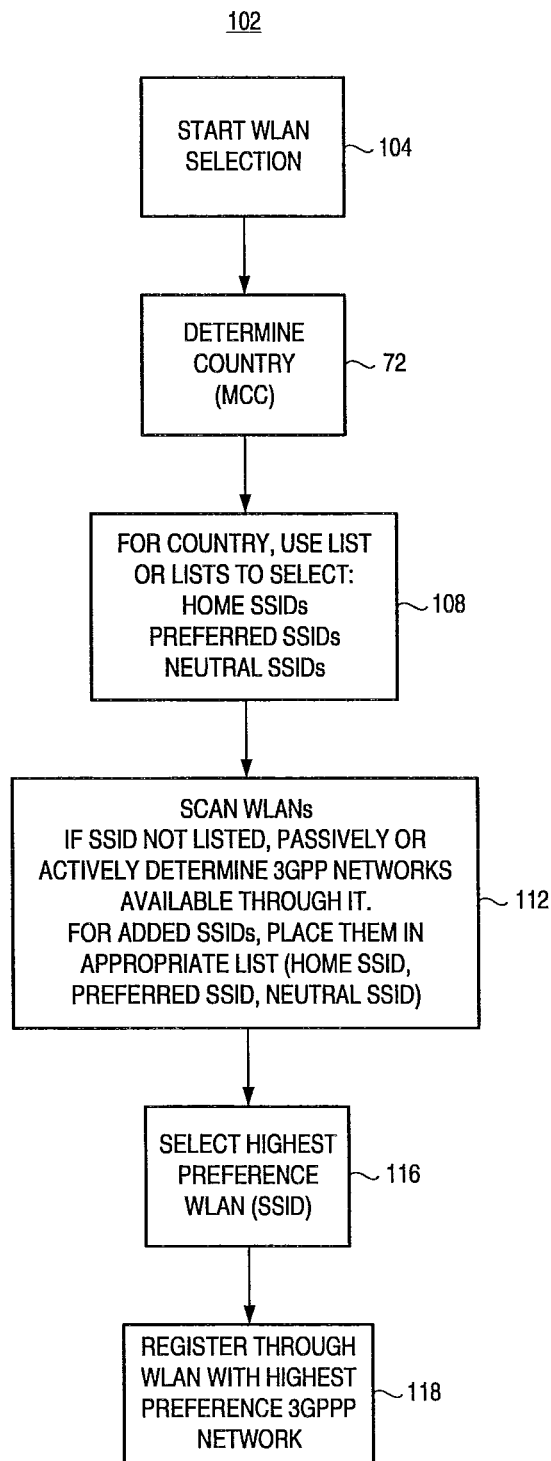 102
START WLAN
SELECTION
104
DETERMINE
COUNTRY
(MCC)
72
FOR COUNTRY, USE LIST
OR LISTS TO SELECT:
HOME SSIDs
PREFERRED SSIDs
NEUTRAL SSIDs
108
SCAN WLANs
IF SSID NOT LISTED, PASSIVELY OR
ACTIVELY DETERMINE 3GPP NETWORKS
AVAILABLE THROUGH IT.
FOR ADDED SSIDs, PLACE THEM IN
APPROPRIATE LIST (HOME SSID,
PREFERRED SSID, NEUTRAL SSID)
112
SELECT HIGHEST
PREFERENCE
WLAN (SSID)
116
REGISTER THROUGH
WLAN WITH HIGHEST
PREFERENCE 3GPPP
NETWORK
118